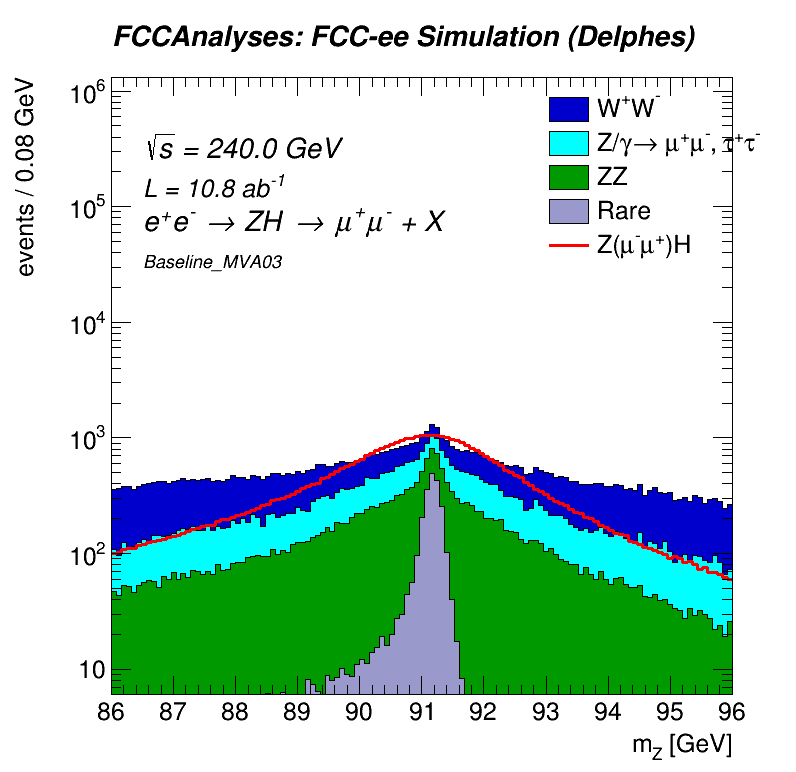 FCCAnalyses: FCC-ee Simulation (Delphes)
events / 0.08 GeV
10⁶
10⁵
10⁴
10³
10²
10
√s = 240.0 GeV
L = 10.8 ab⁻¹
e⁺e⁻ → ZH → μ⁺μ⁻ + X
Baseline_MVA03
W⁺W⁻
Z/γ→ μ⁺μ⁻, τ⁺τ⁻
ZZ
Rare
Z(μ⁻μ⁺)H
86 87 88 89 90 91 92 93 94 95 96
m_Z [GeV]